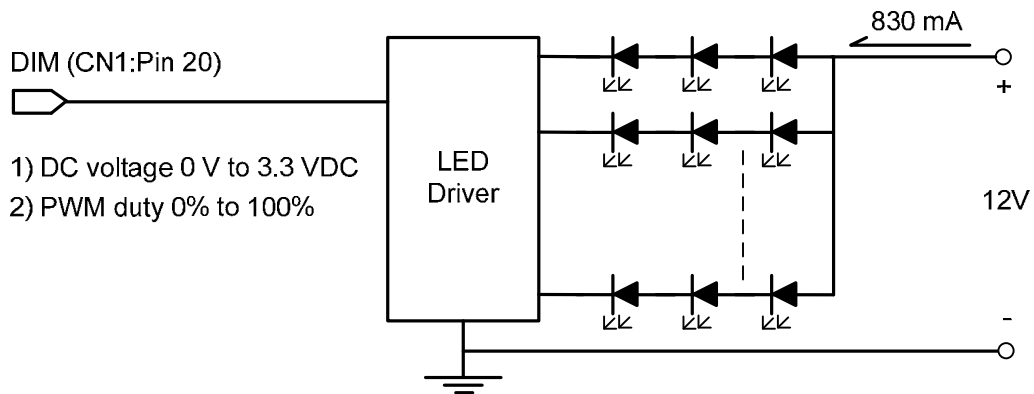 830 mA
DIM (CN1:Pin 20)
+
1) DC voltage 0 V to 3.3 VDC
2) PWM duty 0% to 100%
LED
Driver
12V
-